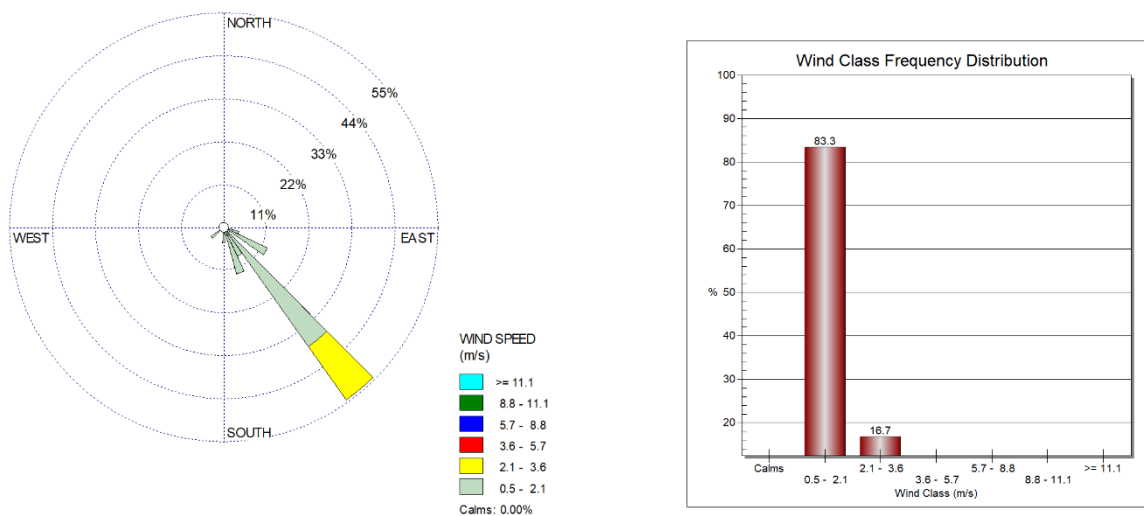 NORTH
55%
44%
33%
22%
11%
WEST
EAST
SOUTH
WIND SPEED
(m/s)
>= 11.1
8.8 - 11.1
5.7 - 8.8
3.6 - 5.7
2.1 - 3.6
0.5 - 2.1
Calms: 0.00%
Wind Class Frequency Distribution
100
90
83.3
80
70
60
% 50
40
30
20
16.7
Calms 2.1 - 3.6 5.7 - 8.8 >= 11.1
0.5 - 2.1 3.6 - 5.7 8.8 - 11.1
Wind Class (m/s)